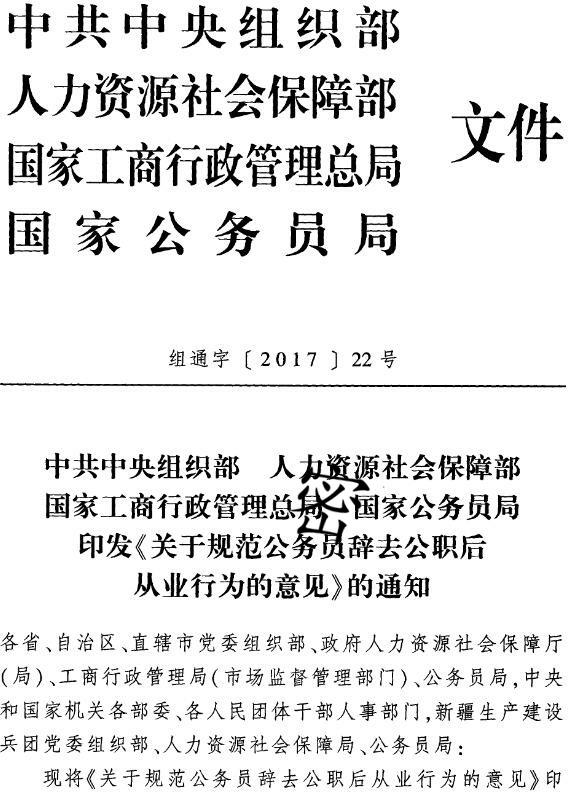 中共中央组织部
人力资源社会保障部
国家工商行政管理总局
国家公务员局
文件
组通字〔2017〕22号
中共中央组织部 人力资源社会保障部
国家工商行政管理总局 国家公务员局
密
印发《关于规范公务员辞去公职后
从业行为的意见》的通知
各省、自治区、直辖市党委组织部、政府人力资源社会保障厅
(局)、工商行政管理局(市场监督管理部门)、公务员局,中央
和国家机关各部委、各人民团体干部人事部门,新疆生产建设
兵团党委组织部、人力资源社会保障局、公务员局:
现将《关于规范公务员辞去公职后从业行为的意见》印